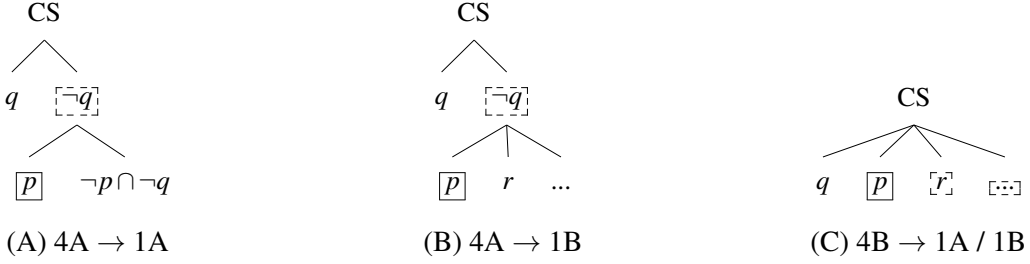 CS CS
q ¬q q ¬q CS
p ¬p ∩ ¬q p r ... q p r ...
(A) 4A → 1A (B) 4A → 1B (C) 4B → 1A / 1B